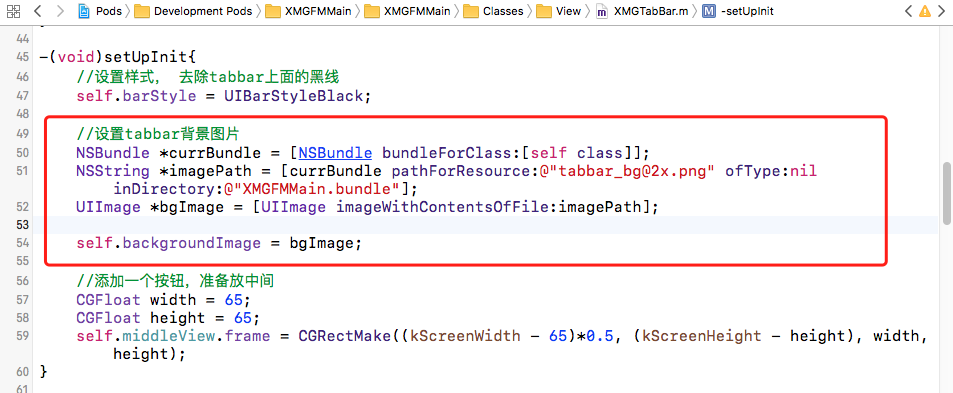 Pods Development Pods XMGFMMain XMGFMMain Classes View m XMGTabBar.m M -setUpInit
44 }
45 -(void)setUpInit{
46 //设置样式， 去除tabbar上面的黑线
47 self.barStyle = UIBarStyleBlack;
48
49 //设置tabbar背景图片
50 NSBundle *currBundle = [NSBundle bundleForClass:[self class]];
51 NSString *imagePath = [currBundle pathForResource:@"tabbar_bg@2x.png" ofType:nil
inDirectory:@"XMGFMMain.bundle"];
52 UIImage *bgImage = [UIImage imageWithContentsOfFile:imagePath];
53
54 self.backgroundImage = bgImage;
55
56 //添加一个按钮，准备放中间
57 CGFloat width = 65;
58 CGFloat height = 65;
59 self.middleView.frame = CGRectMake((kScreenWidth - 65)*0.5, (kScreenHeight - height), width,
height);
60 }
61